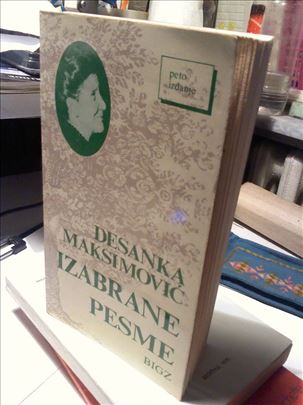 peto
izdanje
DESANKA
MAKSIMOVIĆ
IZABRANE
PESME
BIGZ